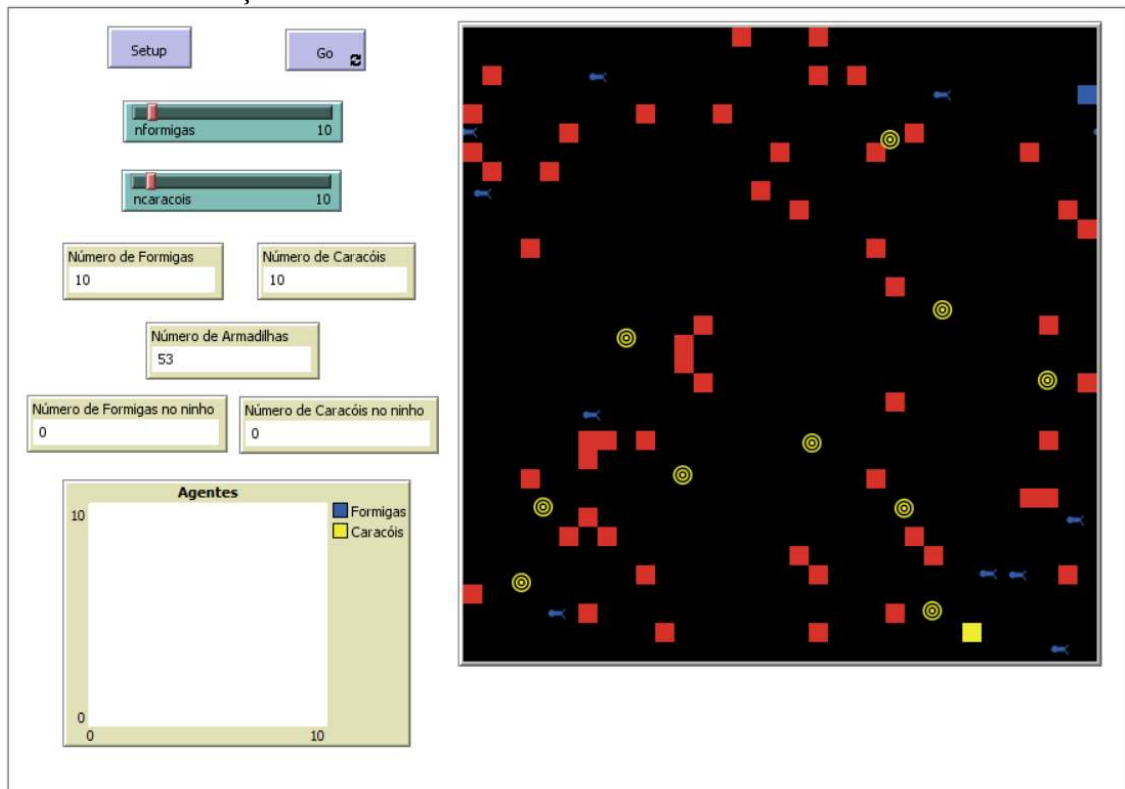 Setup
Go
nformigas 10
ncaracois 10
Número de Formigas
10
Número de Caracóis
10
Número de Armadilhas
53
Número de Formigas no ninho
0
Número de Caracóis no ninho
0
Agentes
10
Formigas
Caracóis
0
0
10